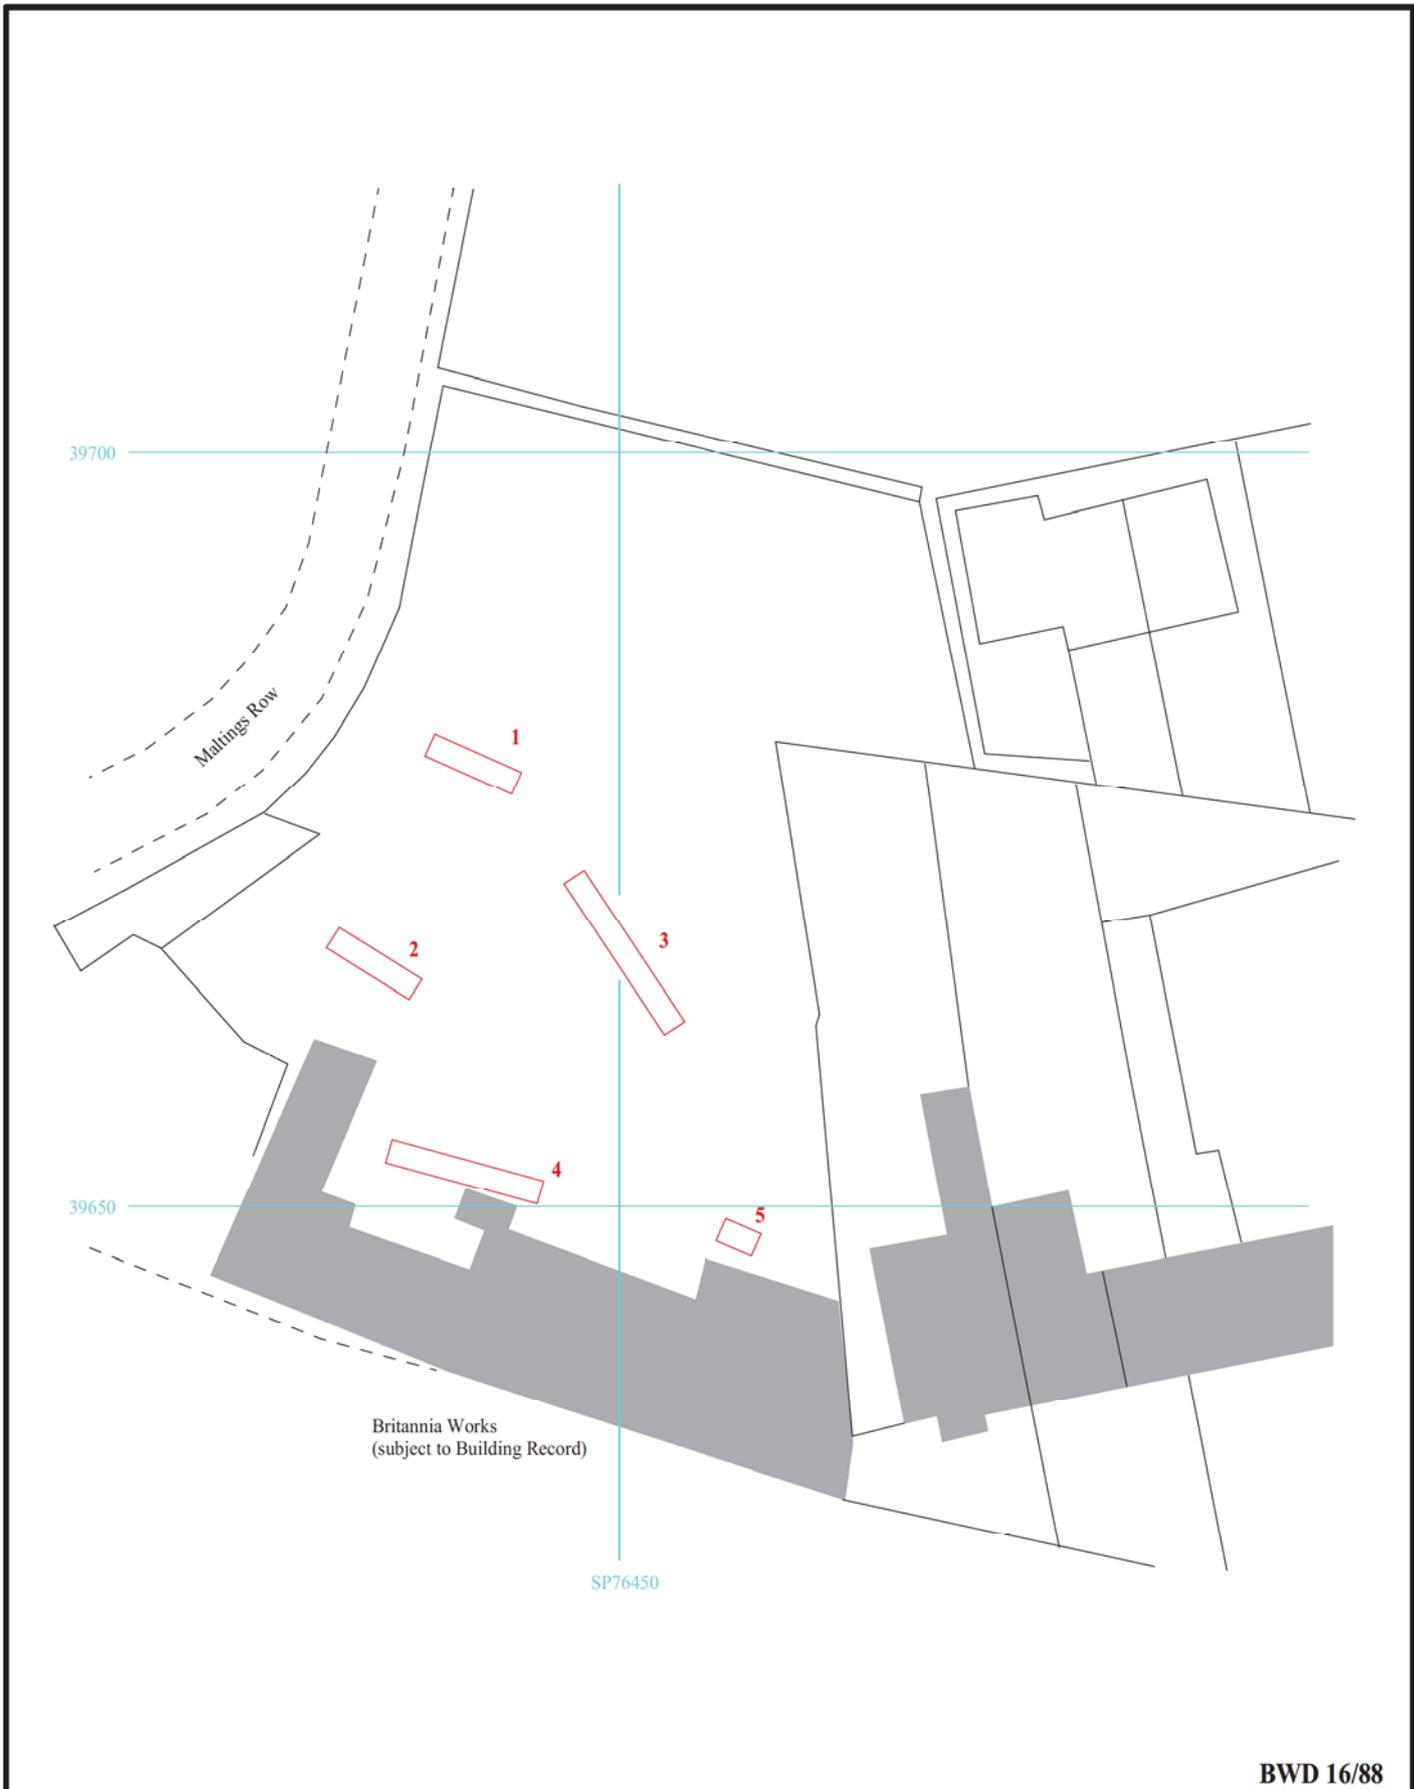 39700
Maltings Row
1
2
3
4
39650
5
Britannia Works
(subject to Building Record)
SP76450
BWD 16/88